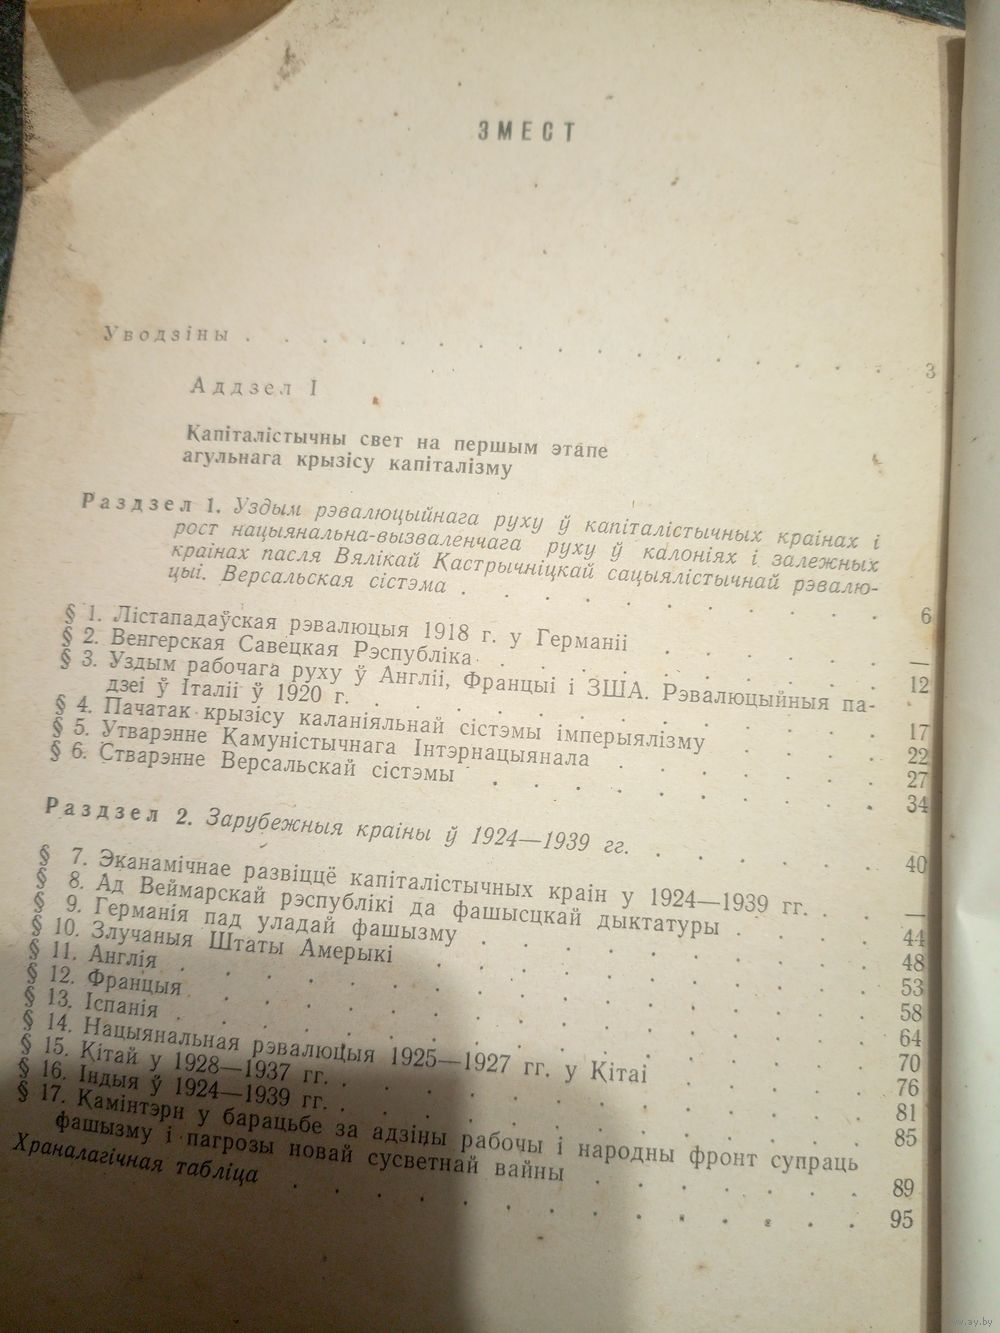 ЗМЕСТ
Уводзіны . . . . . . . . . . . . . . . . . 3
Аддзел I
Капіталістычны свет на першым этапе
агульнага крызісу капіталізму
Раздзел 1. Уздым рэвалюцыйнага руху ў капіталістычных краінах і
рост нацыянальна-вызваленчага руху ў калоніях і залежных
краінах пасля Вялікай Кастрычніцкай сацыялістычнай рэвалю-
цыі. Версальская сістэма . . . . . . . . . . . 6
§ 1. Лістападаўская рэвалюцыя 1918 г. у Германіі . . . . . . —
§ 2. Венгерская Савецкая Рэспубліка . . . . . . . . . . 12
§ 3. Уздым рабочага руху ў Англіі, Францыі і ЗША. Рэвалюцыйныя па-
дзеі ў Італіі ў 1920 г. . . . . . . . . . . . . . 17
§ 4. Пачатак крызісу каланіяльнай сістэмы імперыялізму . . . . 22
§ 5. Утварэнне Камуністычнага Інтэрнацыянала . . . . . . . 27
§ 6. Стварэнне Версальскай сістэмы . . . . . . . . . . 34
Раздзел 2. Зарубежныя краіны ў 1924—1939 гг. . . . . . . 40
§ 7. Эканамічнае развіццё капіталістычных краін у 1924—1939 гг. . . —
§ 8. Ад Веймарскай рэспублікі да фашысцкай дыктатуры . . . . 44
§ 9. Германія пад уладай фашызму . . . . . . . . . . 48
§ 10. Злучаныя Штаты Амерыкі . . . . . . . . . . . 53
§ 11. Англія . . . . . . . . . . . . . . . . . 58
§ 12. Францыя . . . . . . . . . . . . . . . . 64
§ 13. Іспанія . . . . . . . . . . . . . . . . . 70
§ 14. Нацыянальная рэвалюцыя 1925—1927 гг. у Кітаі . . . . . 76
§ 15. Кітай у 1928—1937 гг. . . . . . . . . . . . . 81
§ 16. Індыя ў 1924—1939 гг. . . . . . . . . . . . . 85
§ 17. Камінтэрн у барацьбе за адзіны рабочы і народны фронт супраць
фашызму і пагрозы новай сусветнай вайны . . . . . . . 89
Храналагічная табліца . . . . . . . . . . . . . . 95
www.ay.by